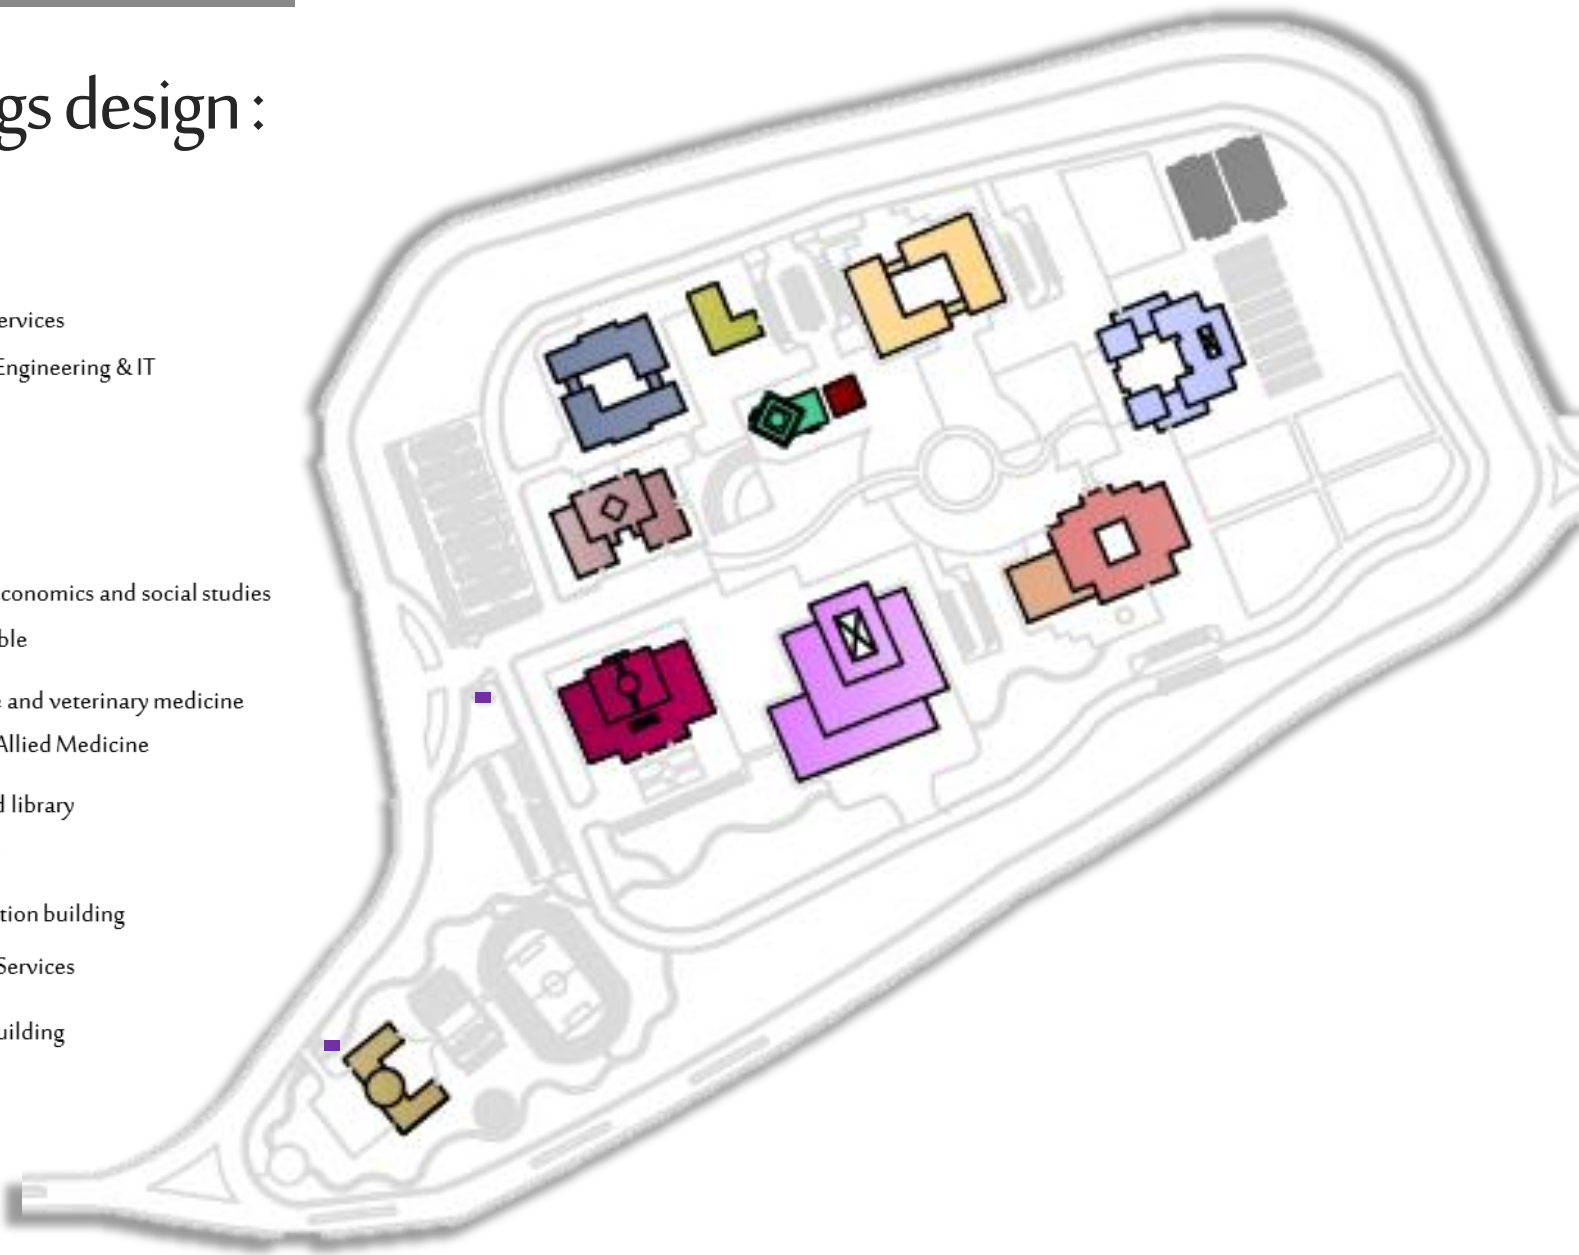 gs design :
ervices
Engineering & IT
conomics and social studies
ble
and veterinary medicine
Allied Medicine
library
tion building
Services
uilding